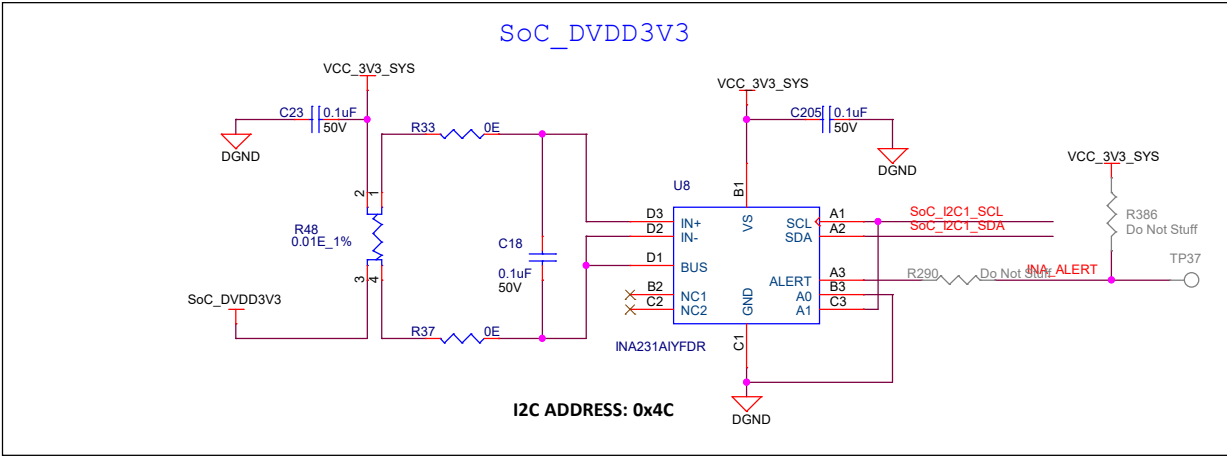 SoC_DVDD3V3
VCC_3V3_SYS
C23 0.1uF
50V
DGND
R33 0E
2 1
R48
0.01E_1%
3 4
SoC_DVDD3V3
R37 0E
C18
0.1uF
50V
VCC_3V3_SYS
C205 0.1uF
50V
DGND
U8
B1
VS
D3 IN+
D2 IN-
D1 BUS
B2 NC1
C2 NC2
SCL A1 SoC_I2C1_SCL
SDA A2 SoC_I2C1_SDA
ALERT A3
A0 B3
A1 C3
GND
C1
INA231AIYFDR
DGND
VCC_3V3_SYS
R386
Do Not Stuff
R290 Do Not Stuff
INA_ALERT
TP37
I2C ADDRESS: 0x4C